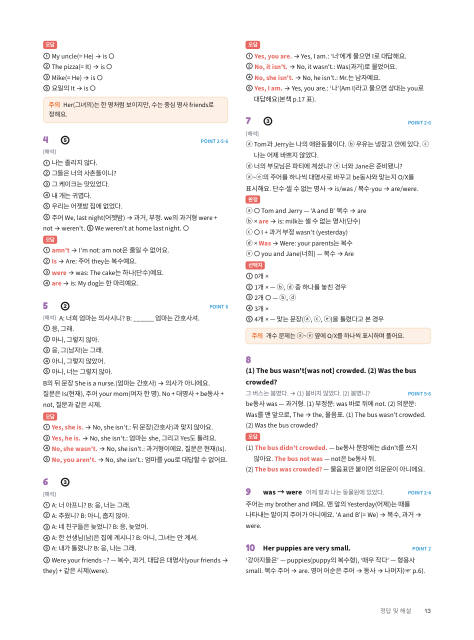 오답
① My uncle(= He) → is ○
② The pizza(= It) → is ○
③ Mike(= He) → is ○
⑤ 요일의 It → is ○
주의 Her(그녀의)는 한 명처럼 보이지만, 수는 중심 명사 friends로
정해요.
4 ⑤ POINT 2·5·6
[해석]
① 나는 졸리지 않았다.
② 그들은 너의 사촌들이니?
③ 그 케이크는 맛있었다.
④ 내 개는 귀엽다.
⑤ 우리는 어젯밤 집에 없었다.
⑤ 주어 We, last night(어젯밤) → 과거, 부정. we의 과거형 were +
not → weren't. ⑤ We weren't at home last night. ○
오답
① amn't → I'm not: am not은 줄일 수 없어요.
② Is → Are: 주어 they는 복수예요.
③ were → was: The cake는 하나(단수)예요.
④ are → is: My dog는 한 마리예요.
5 ② POINT 5
[해석] A: 너희 엄마는 의사시니? B: ______ 엄마는 간호사셔.
① 응, 그래.
② 아니, 그렇지 않아.
③ 응, 그(남자)는 그래.
④ 아니, 그렇지 않았어.
⑤ 아니, 너는 그렇지 않아.
B의 뒤 문장 She is a nurse.(엄마는 간호사) → 의사가 아니에요.
질문은 Is(현재), 주어 your mom(여자 한 명). No + 대명사 + be동사 +
not, 질문과 같은 시제.
오답
① Yes, she is. → No, she isn't.: 뒤 문장(간호사)과 맞지 않아요.
③ Yes, he is. → No, she isn't.: 엄마는 she, 그리고 Yes도 틀려요.
④ No, she wasn't. → No, she isn't.: 과거형이에요, 질문은 현재(Is).
⑤ No, you aren't. → No, she isn't.: 엄마를 you로 대답할 수 없어요.
6 ③
[해석]
① A: 너 아프니? B: 응, 너는 그래.
② A: 추웠니? B: 아니, 춥지 않아.
③ A: 네 친구들은 늦었니? B: 응, 늦었어.
④ A: 한 선생님(남)은 집에 계시니? B: 아니, 그녀는 안 계셔.
⑤ A: 내가 틀렸니? B: 응, 나는 그래.
③ Were your friends ~? — 복수, 과거. 대답은 대명사(your friends →
they) + 같은 시제(were).
오답
① Yes, you are. → Yes, I am.: '너'에게 물으면 I로 대답해요.
② No, it isn't. → No, it wasn't.: Was(과거)로 물었어요.
④ No, she isn't. → No, he isn't.: Mr.는 남자예요.
⑤ Yes, I am. → Yes, you are.: '나'(Am I)라고 물으면 상대는 you로
대답해요(본책 p.17 표).
7 ③ POINT 2·5
[해석]
ⓐ Tom과 Jerry는 나의 애완동물이다. ⓑ 우유는 냉장고 안에 있다. ⓒ
나는 어제 바쁘지 않았다.
ⓓ 너의 부모님은 파티에 계셨니? ⓔ 너와 Jane은 준비됐니?
ⓐ~ⓔ의 주어를 하나씩 대명사로 바꾸고 be동사와 맞는지 O/X를
표시해요. 단수·셀 수 없는 명사 → is/was / 복수·you → are/were.
판정
ⓐ ○ Tom and Jerry — 'A and B' 복수 → are
ⓑ × are → is: milk는 셀 수 없는 명사(단수)
ⓒ ○ I + 과거 부정 wasn't (yesterday)
ⓓ × Was → Were: your parents는 복수
ⓔ ○ you and Jane(너희) — 복수 → Are
선택지
① 0개 ×
② 1개 × — ⓑ, ⓓ 중 하나를 놓친 경우
③ 2개 ○ — ⓑ, ⓓ
④ 3개 ×
⑤ 4개 × — 맞는 문장(ⓐ, ⓒ, ⓔ)을 틀렸다고 본 경우
주의 개수 문제는 ⓐ~ⓔ 옆에 O/X를 하나씩 표시하며 풀어요.
8
(1) The bus wasn't[was not] crowded. (2) Was the bus
crowded?
그 버스는 붐볐다. → (1) 붐비지 않았다. (2) 붐볐니? POINT 5·6
be동사 was — 과거형. (1) 부정문: was 바로 뒤에 not. (2) 의문문:
Was를 맨 앞으로, The → the, 물음표. (1) The bus wasn't crowded.
(2) Was the bus crowded?
오답
(1) The bus didn't crowded. — be동사 문장에는 didn't를 쓰지
않아요. The bus not was — not은 be동사 뒤.
(2) The bus was crowded? — 물음표만 붙이면 의문문이 아니에요.
9 was → were 어제 엄마와 나는 동물원에 있었다. POINT 2·6
주어는 my brother and I예요. 맨 앞의 Yesterday(어제)는 때를
나타내는 말이지 주어가 아니에요. 'A and B'(= We) → 복수, 과거 →
were.
10 Her puppies are very small. POINT 2
'강아지들은' — puppies(puppy의 복수형), '매우 작다' — 형용사
small. 복수 주어 → are. 영어 어순은 주어 → 동사 → 나머지(☞ p.6).
정답 및 해설 13